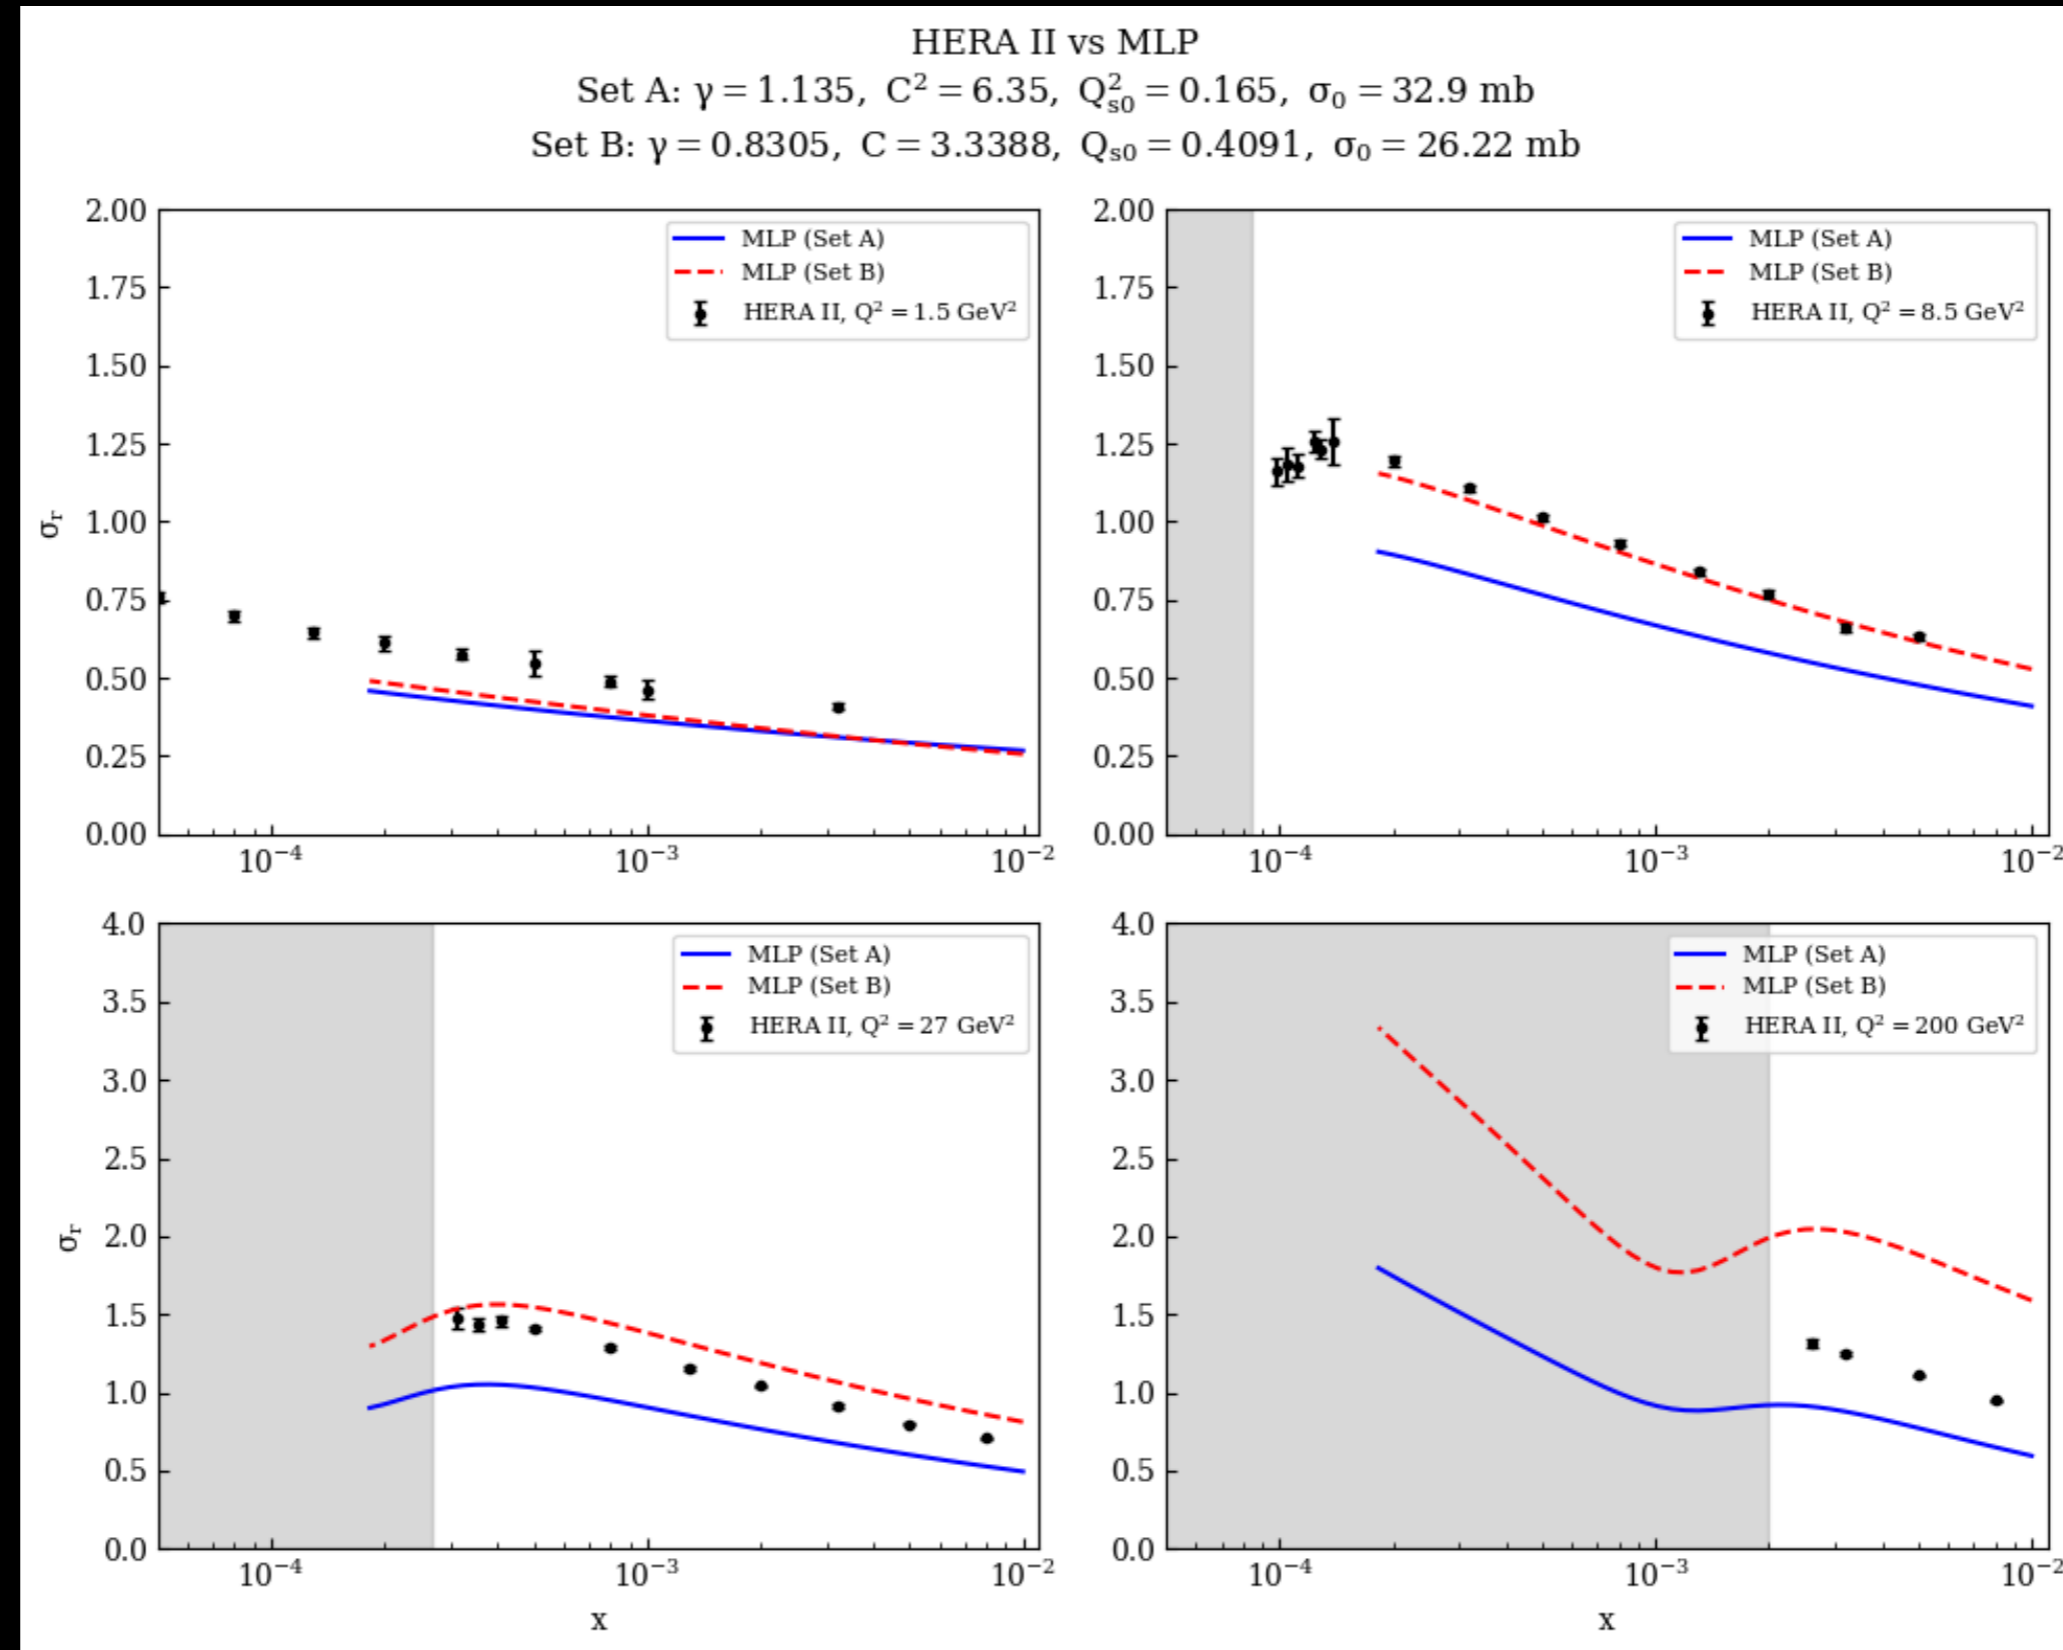 HERA II vs MLP
Set A: γ = 1.135, C² = 6.35, Q²ₛ₀ = 0.165, σ₀ = 32.9 mb
Set B: γ = 0.8305, C = 3.3388, Qₛ₀ = 0.4091, σ₀ = 26.22 mb
2.00
1.75
1.50
1.25
1.00
0.75
0.50
0.25
0.00
σᵣ
10⁻⁴
10⁻³
10⁻²
MLP (Set A)
MLP (Set B)
HERA II, Q² = 1.5 GeV²
2.00
1.75
1.50
1.25
1.00
0.75
0.50
0.25
0.00
10⁻⁴
10⁻³
10⁻²
MLP (Set A)
MLP (Set B)
HERA II, Q² = 8.5 GeV²
4.0
3.5
3.0
2.5
2.0
1.5
1.0
0.5
0.0
σᵣ
10⁻⁴
10⁻³
10⁻²
x
MLP (Set A)
MLP (Set B)
HERA II, Q² = 27 GeV²
4.0
3.5
3.0
2.5
2.0
1.5
1.0
0.5
0.0
10⁻⁴
10⁻³
10⁻²
x
MLP (Set A)
MLP (Set B)
HERA II, Q² = 200 GeV²